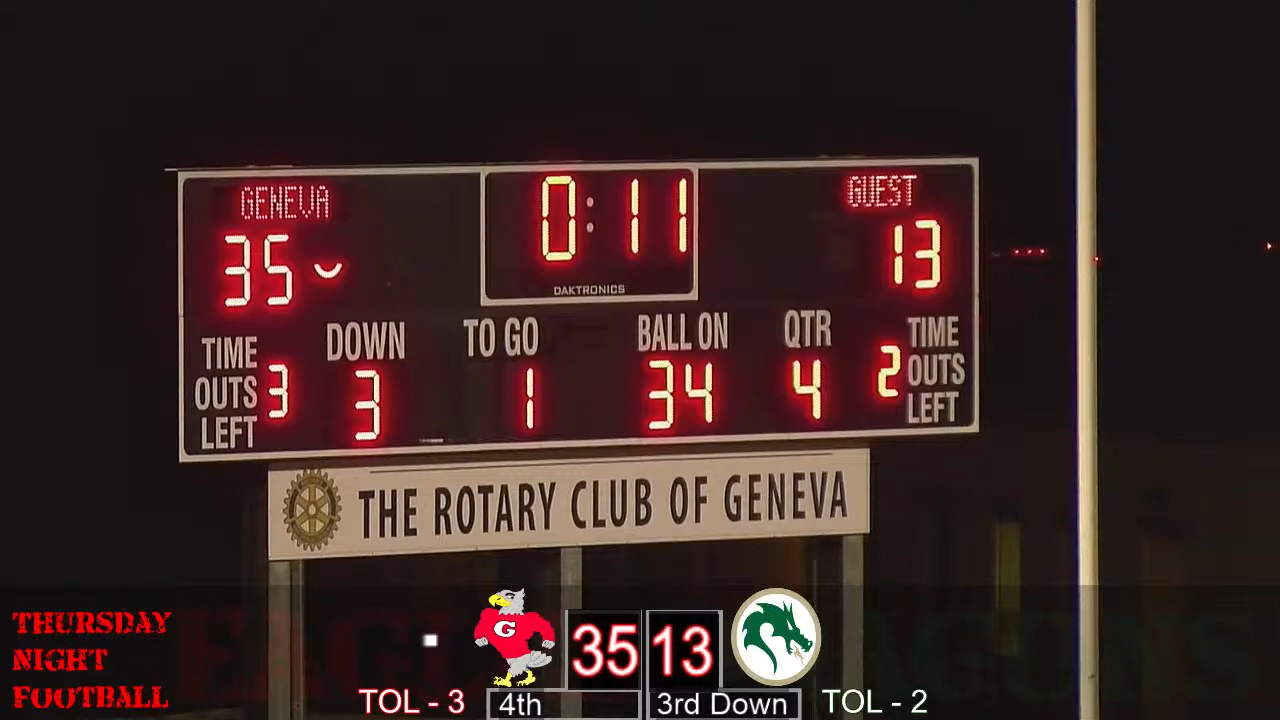 GENEVA
0:11
GUEST
35
13
DAKTRONICS
DOWN
TO GO
BALL ON
QTR
TIME
OUTS
LEFT
3
3
1
34
4
2
TIME
OUTS
LEFT
THE ROTARY CLUB OF GENEVA
THURSDAY
NIGHT
FOOTBALL
G
35
13
TOL - 3
4th
3rd Down
TOL - 2